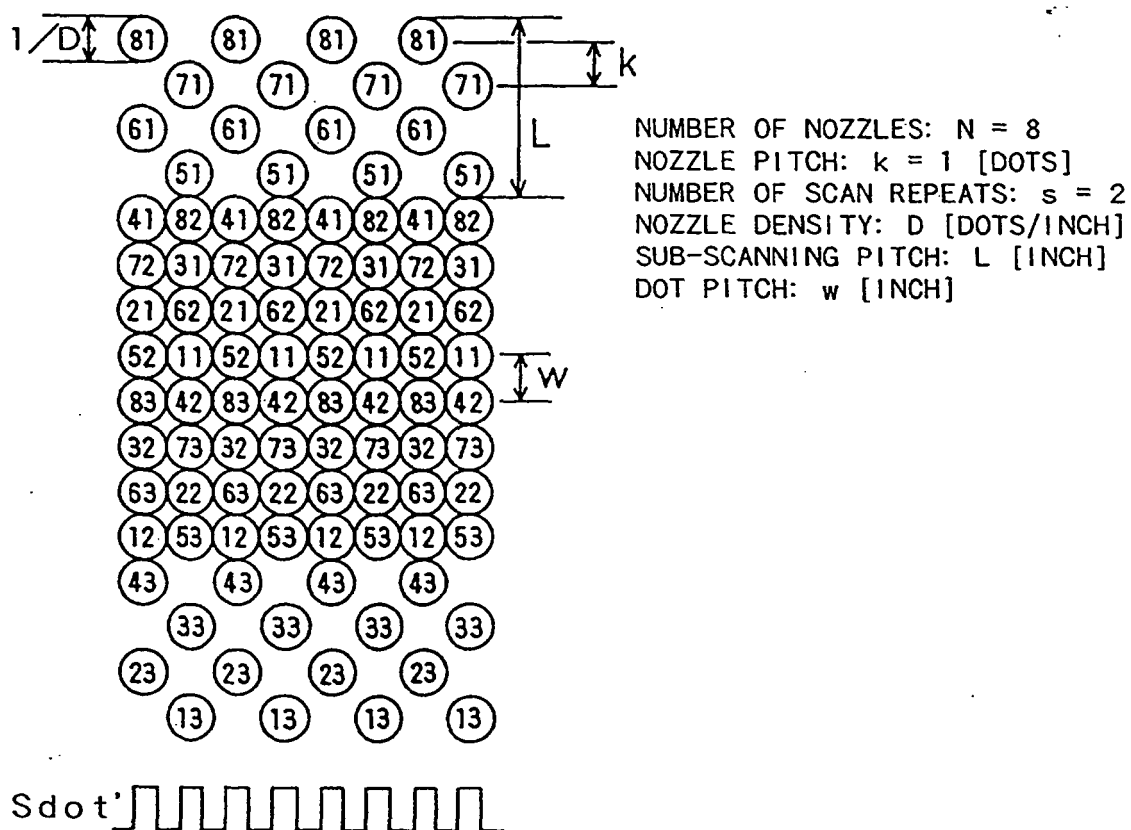 1/D 81 81 81 81 k
71 71 71 71
61 61 61 61 L
51 51 51 51
41 82 41 82 41 82 41 82
72 31 72 31 72 31 72 31
21 62 21 62 21 62 21 62
52 11 52 11 52 11 52 11 w
83 42 83 42 83 42 83 42
32 73 32 73 32 73 32 73
63 22 63 22 63 22 63 22
12 53 12 53 12 53 12 53
43 43 43 43
33 33 33 33
23 23 23 23
13 13 13 13
Sdot'
NUMBER OF NOZZLES: N = 8
NOZZLE PITCH: k = 1 [DOTS]
NUMBER OF SCAN REPEATS: s = 2
NOZZLE DENSITY: D [DOTS/INCH]
SUB-SCANNING PITCH: L [INCH]
DOT PITCH: w [INCH]